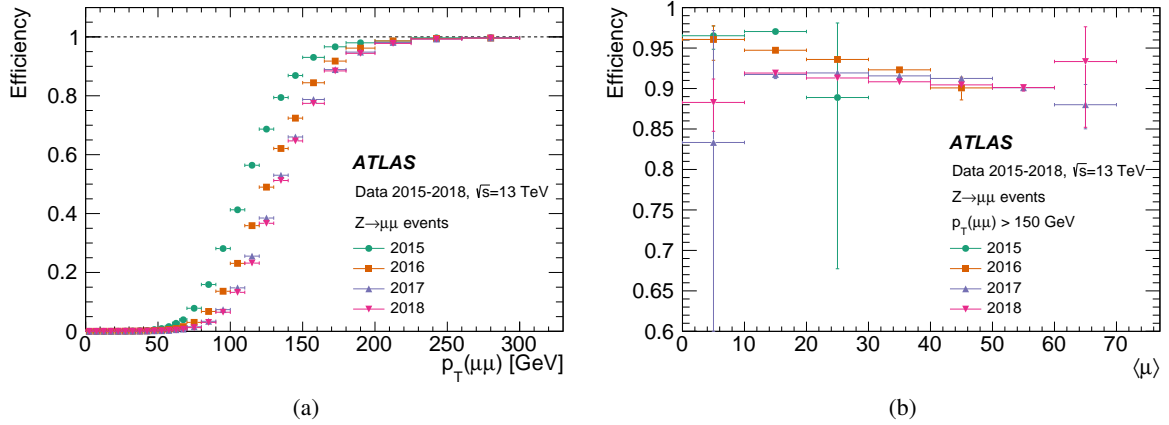 Efficiency
1
0.8
0.6
0.4
0.2
0
ATLAS
Data 2015-2018, √s=13 TeV
Z→μμ events
2015
2016
2017
2018
0 50 100 150 200 250 300
p_T(μμ) [GeV]
(a)
Efficiency
1
0.95
0.9
0.85
0.8
0.75
0.7
0.65
0.6
ATLAS
Data 2015-2018, √s=13 TeV
Z→μμ events
p_T(μμ) > 150 GeV
2015
2016
2017
2018
0 10 20 30 40 50 60 70
⟨μ⟩
(b)